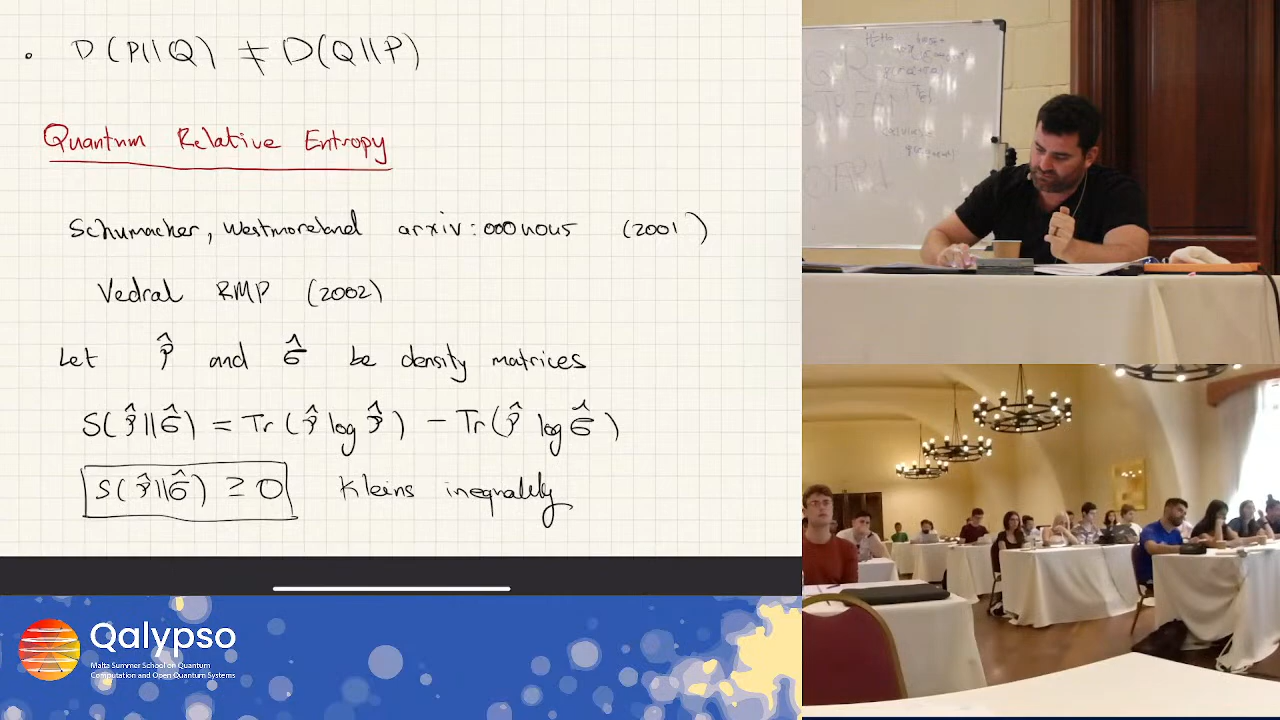 • D(P||Q) ≠ D(Q||P)
Quantum Relative Entropy
Schumacher, Westmoreland arxiv: (2001)
Vedral RMP (2002)
Let ρ̂ and σ̂ be density matrices
S(ρ̂||σ̂) = Tr(ρ̂ log ρ̂) - Tr(ρ̂ log σ̂)
S(ρ̂||σ̂) ≥ 0 Kleins inequality
Qalypso
Malta Summer School on Quantum
Computation and Open Quantum Systems